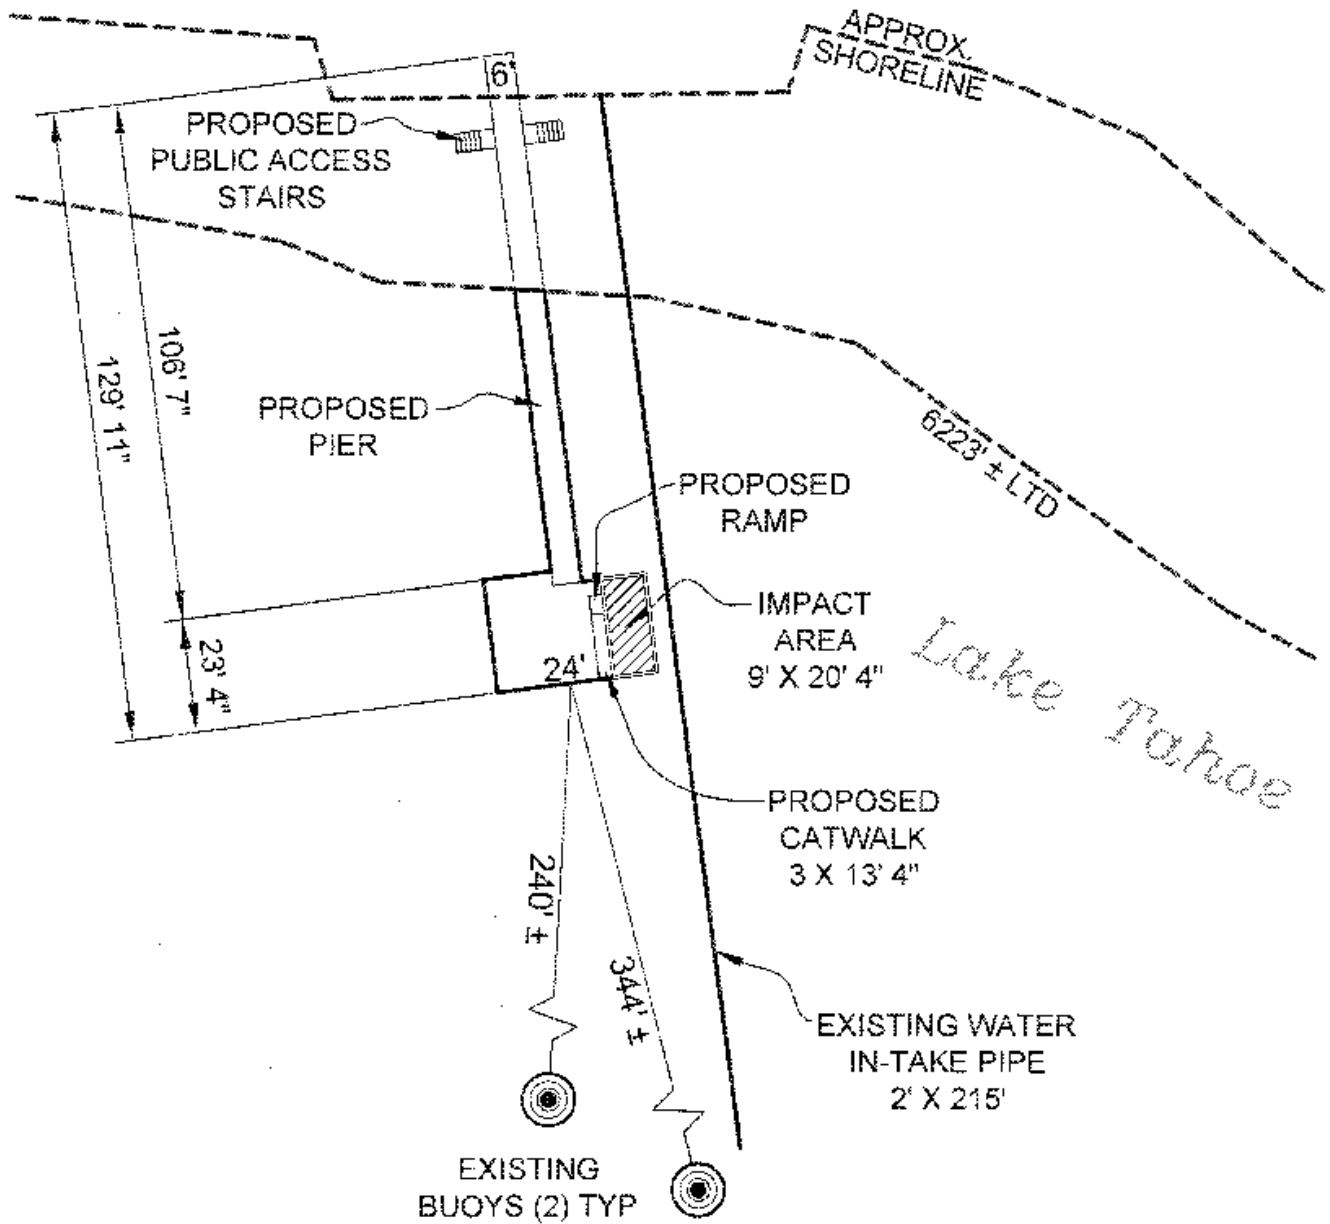 APPROX.
SHORELINE
6'
PROPOSED
PUBLIC ACCESS
STAIRS
106' 7"
129' 11"
PROPOSED
PIER
6223' ± LTD
PROPOSED
RAMP
IMPACT
AREA
9' X 20' 4"
23' 4"
24'
Lake Tahoe
PROPOSED
CATWALK
3 X 13' 4"
240' ±
344' ±
EXISTING WATER
IN-TAKE PIPE
2' X 215'
EXISTING
BUOYS (2) TYP